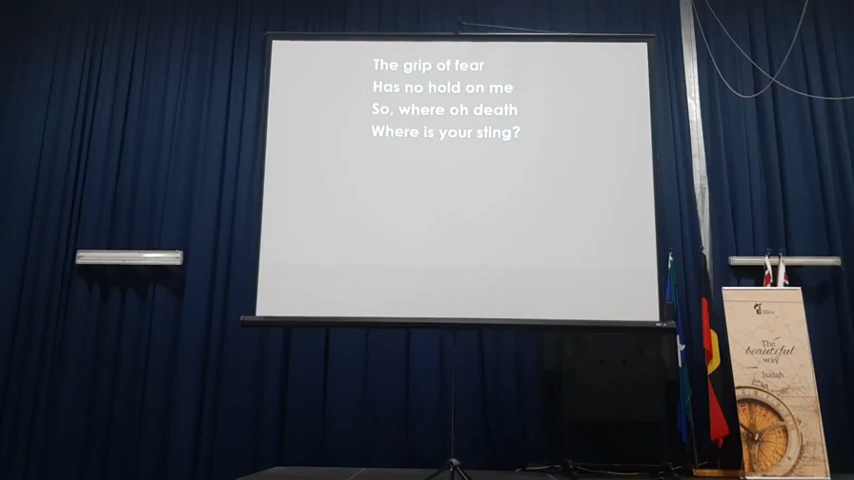 The grip of fear
Has no hold on me
So, where oh death
Where is your sting?
The
beautiful
way
Isaiah